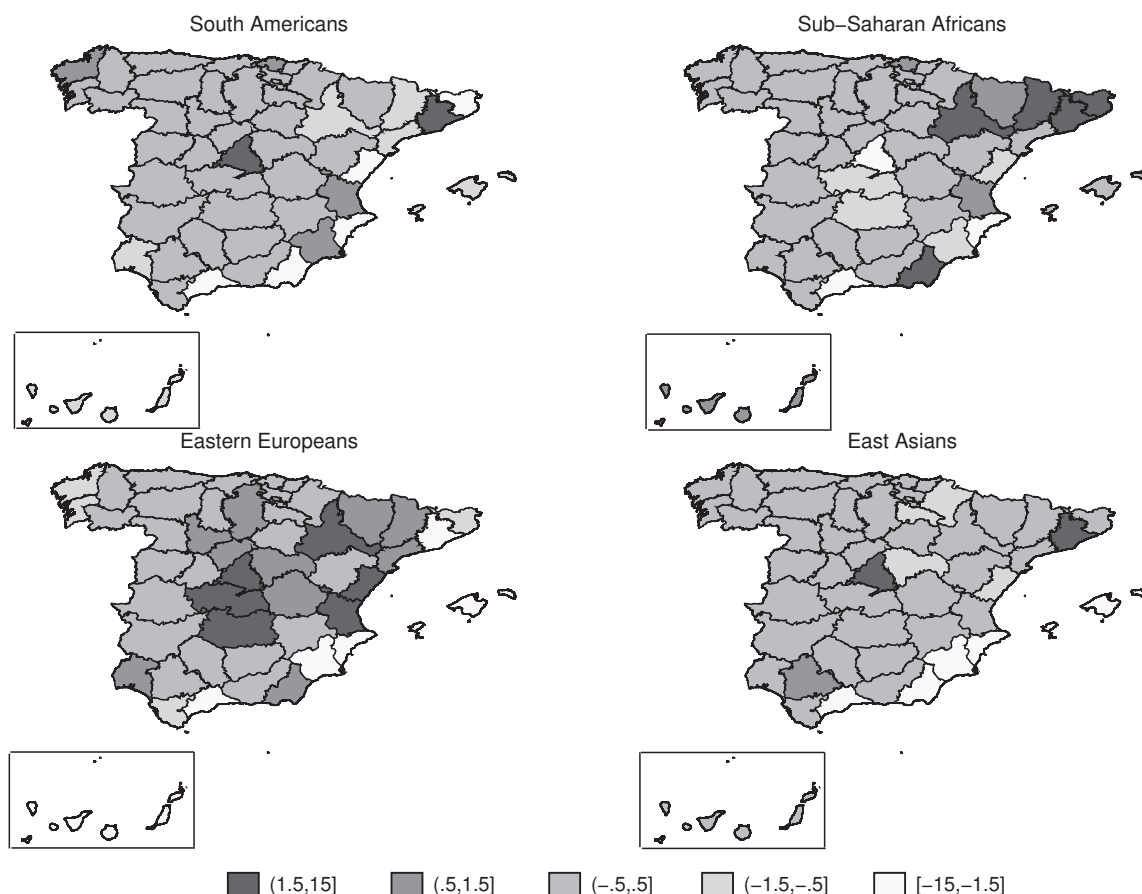 South Americans
Sub−Saharan Africans
Eastern Europeans
East Asians
(1.5,15]
(.5,1.5]
(−.5,.5]
(−1.5,−.5]
[−15,−1.5]